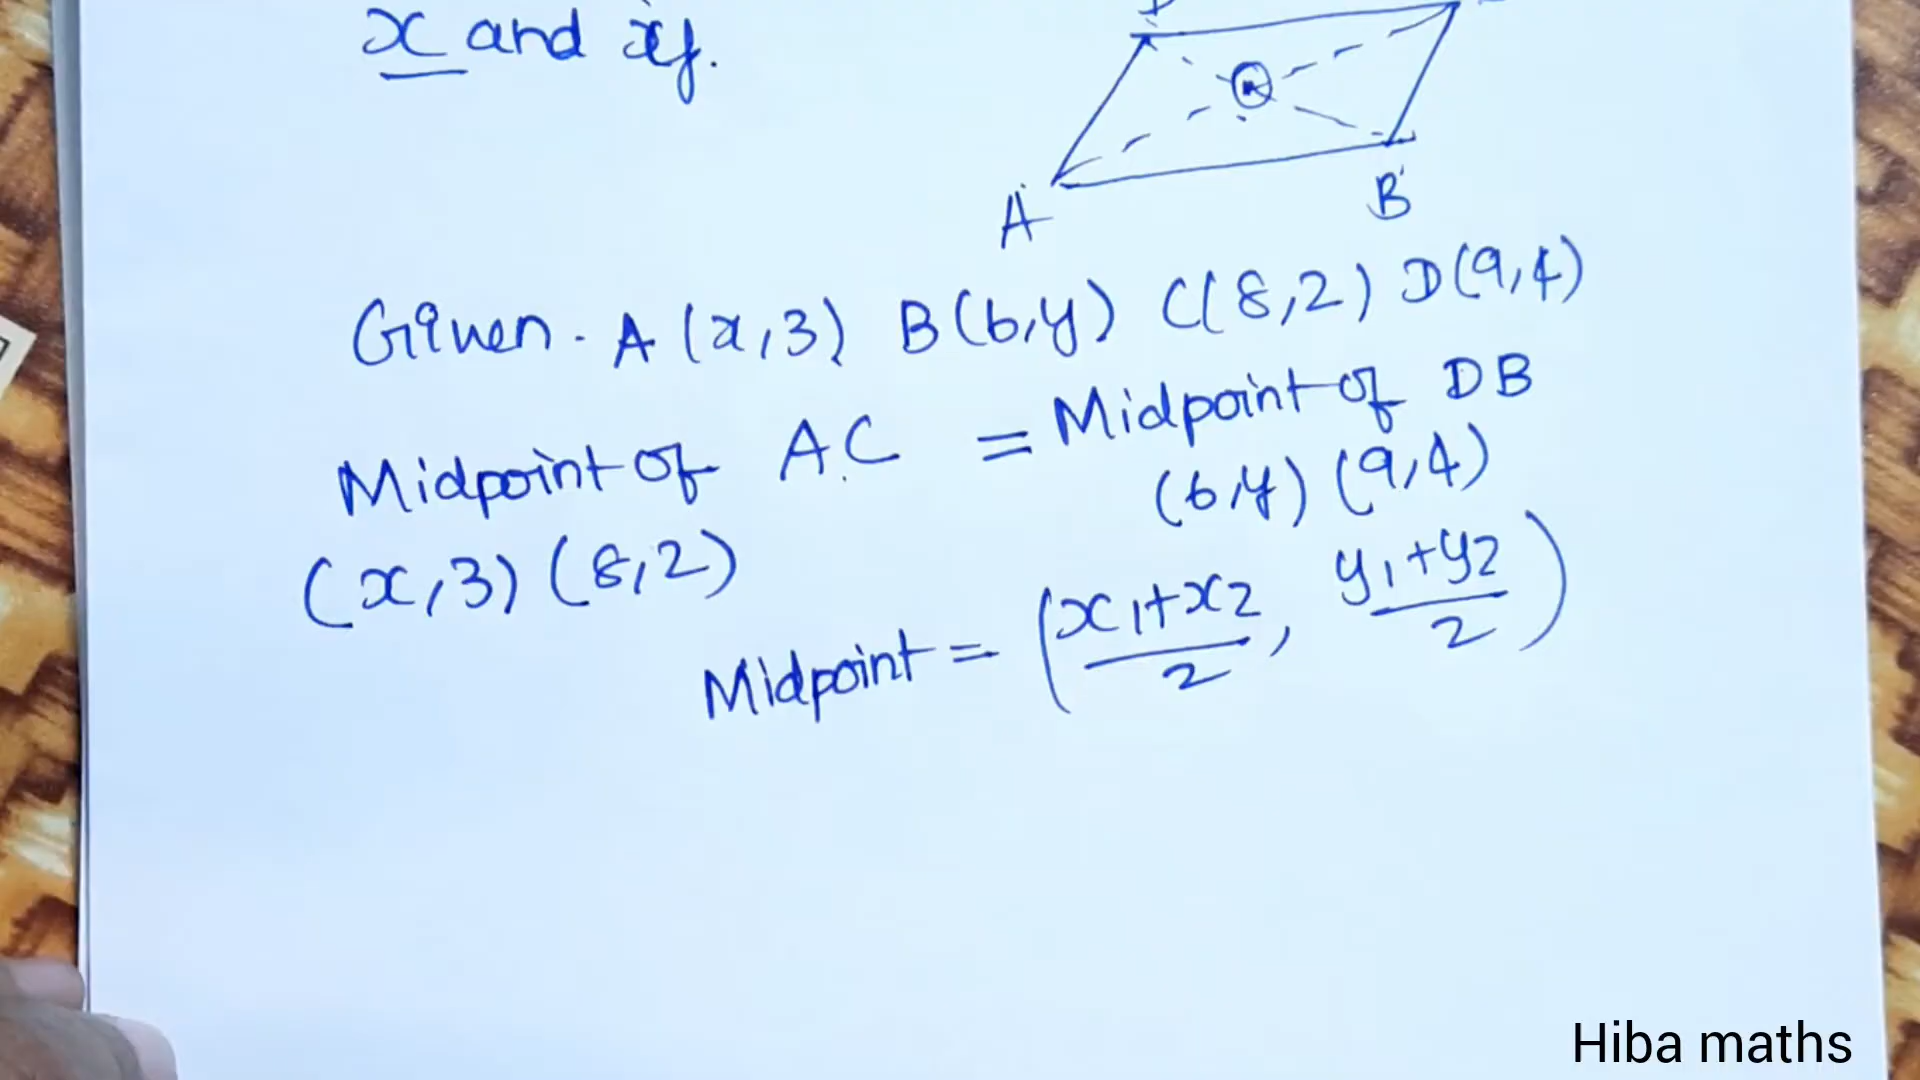 x and y.
A
B
Given. A (x,3) B(6,y) C(8,2) D(9,4)
Midpoint of AC = Midpoint of DB
(x,3) (8,2) (6,y) (9,4)
Midpoint = (x1+x2/2, y1+y2/2)
Hiba maths